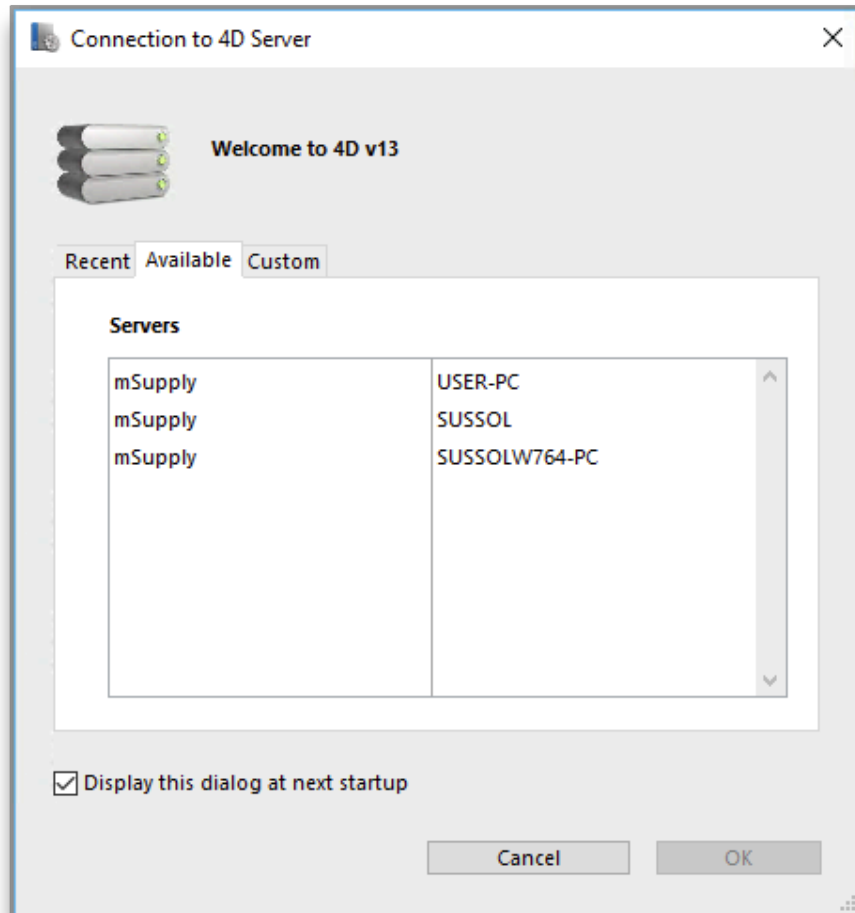 Connection to 4D Server
Welcome to 4D v13
Recent Available Custom
Servers
mSupply USER-PC
mSupply SUSSOL
mSupply SUSSOLW764-PC
Display this dialog at next startup
Cancel OK